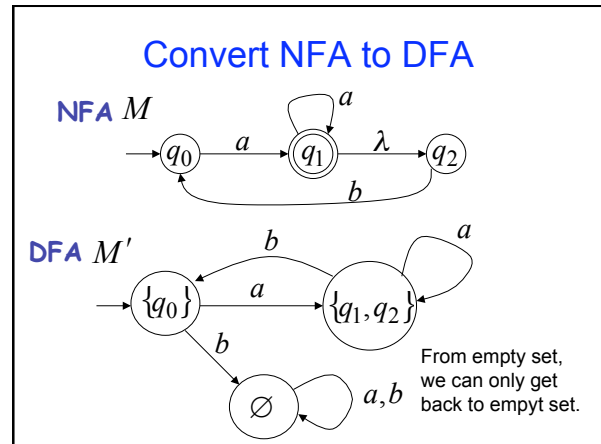 Convert NFA to DFA
NFA M
a
q₀ a q₁ λ q₂
b
DFA M′
b a
{q₀} a {q₁, q₂}
b
∅ a, b
From empty set,
we can only get
back to empyt set.